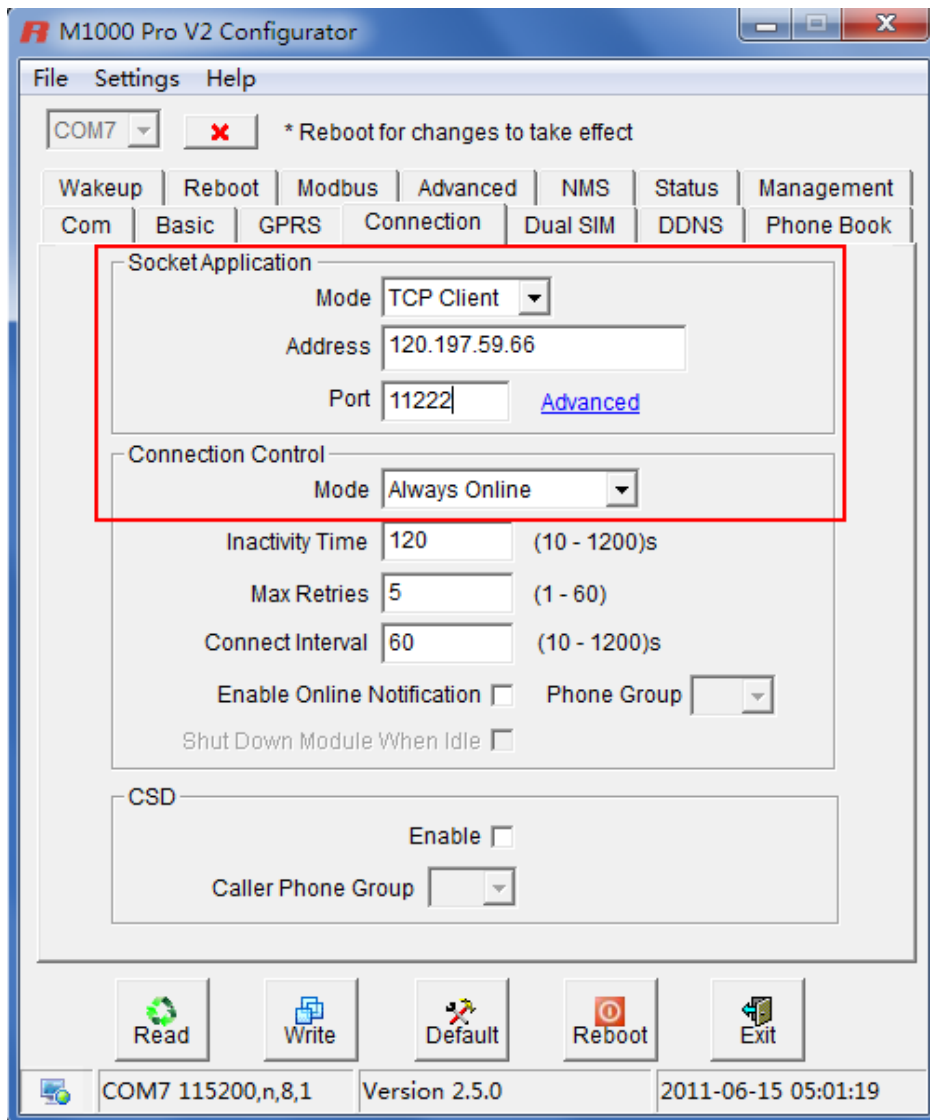 M1000 Pro V2 Configurator
File Settings Help
COM7 * Reboot for changes to take effect
Wakeup Reboot Modbus Advanced NMS Status Management
Com Basic GPRS Connection Dual SIM DDNS Phone Book
Socket Application
Mode TCP Client
Address 120.197.59.66
Port 11222 Advanced
Connection Control
Mode Always Online
Inactivity Time 120 (10 - 1200)s
Max Retries 5 (1 - 60)
Connect Interval 60 (10 - 1200)s
Enable Online Notification Phone Group
Shut Down Module When Idle
CSD
Enable
Caller Phone Group
Read Write Default Reboot Exit
COM7 115200,n,8,1 Version 2.5.0 2011-06-15 05:01:19